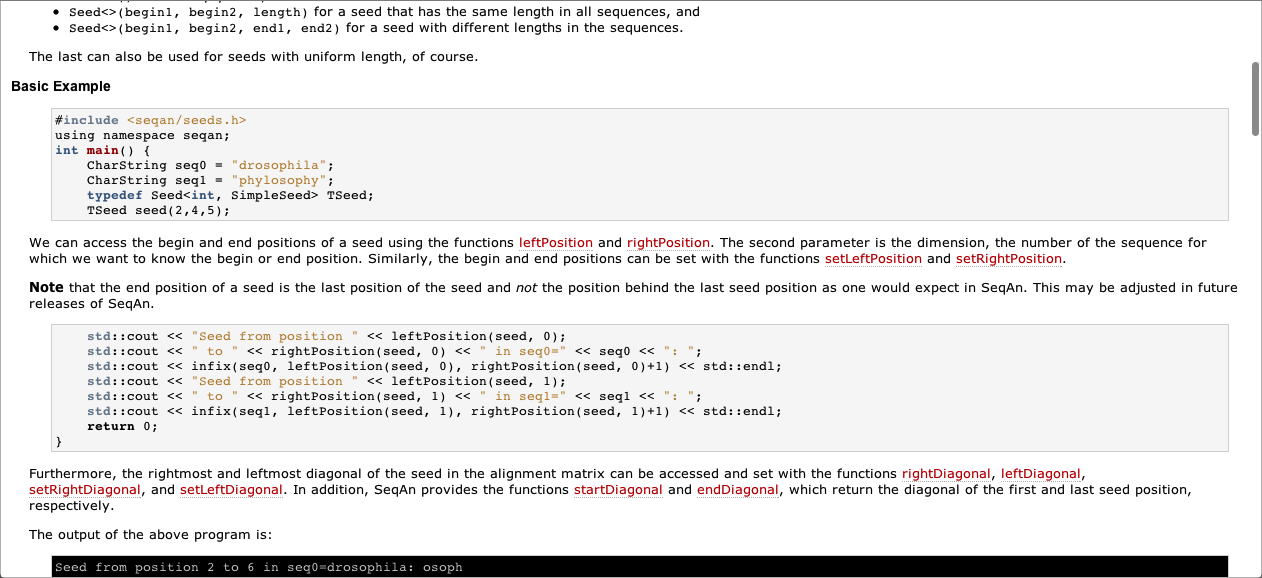 • Seed<>(begin1, begin2, length) for a seed that has the same length in all sequences, and
• Seed<>(begin1, begin2, end1, end2) for a seed with different lengths in the sequences.
The last can also be used for seeds with uniform length, of course.
Basic Example
#include <seqan/seeds.h>
using namespace seqan;
int main() {
    CharString seq0 = "drosophila";
    CharString seq1 = "phylosophy";
    typedef Seed<int, SimpleSeed> TSeed;
    TSeed seed(2,4,5);
We can access the begin and end positions of a seed using the functions leftPosition and rightPosition. The second parameter is the dimension, the number of the sequence for
which we want to know the begin or end position. Similarly, the begin and end positions can be set with the functions setLeftPosition and setRightPosition.
Note that the end position of a seed is the last position of the seed and not the position behind the last seed position as one would expect in SeqAn. This may be adjusted in future
releases of SeqAn.
    std::cout << "Seed from position " << leftPosition(seed, 0);
    std::cout << " to " << rightPosition(seed, 0) << " in seq0=" << seq0 << ": ";
    std::cout << infix(seq0, leftPosition(seed, 0), rightPosition(seed, 0)+1) << std::endl;
    std::cout << "Seed from position " << leftPosition(seed, 1);
    std::cout << " to " << rightPosition(seed, 1) << " in seq1=" << seq1 << ": ";
    std::cout << infix(seq1, leftPosition(seed, 1), rightPosition(seed, 1)+1) << std::endl;
    return 0;
}
Furthermore, the rightmost and leftmost diagonal of the seed in the alignment matrix can be accessed and set with the functions rightDiagonal, leftDiagonal,
setRightDiagonal, and setLeftDiagonal. In addition, SeqAn provides the functions startDiagonal and endDiagonal, which return the diagonal of the first and last seed position,
respectively.
The output of the above program is:
Seed from position 2 to 6 in seq0=drosophila: osoph